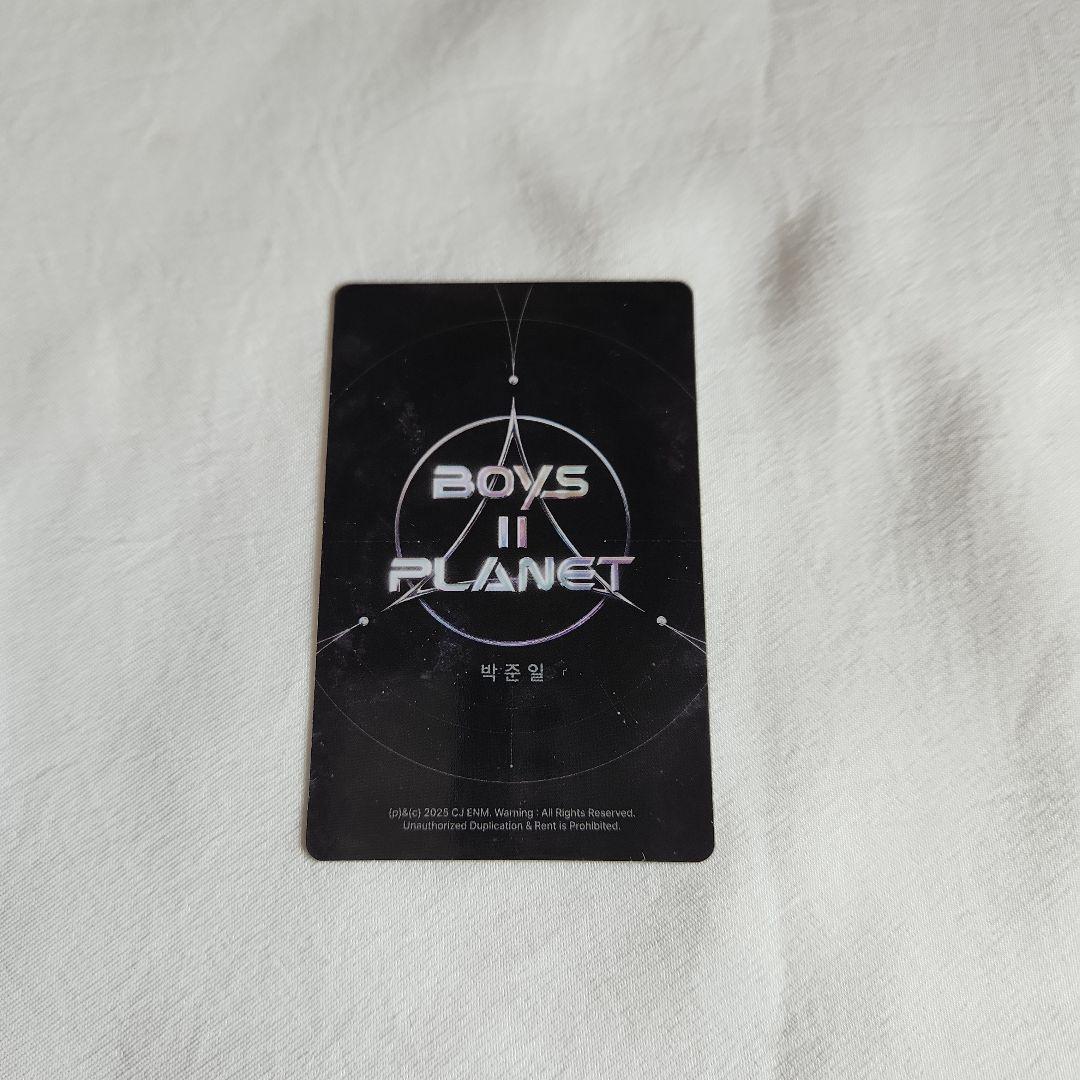 BOYS
II
PLANET
박준일
(p)&(c) 2025 CJ ENM. Warning : All Rights Reserved.
Unauthorized Duplication & Rent is Prohibited.